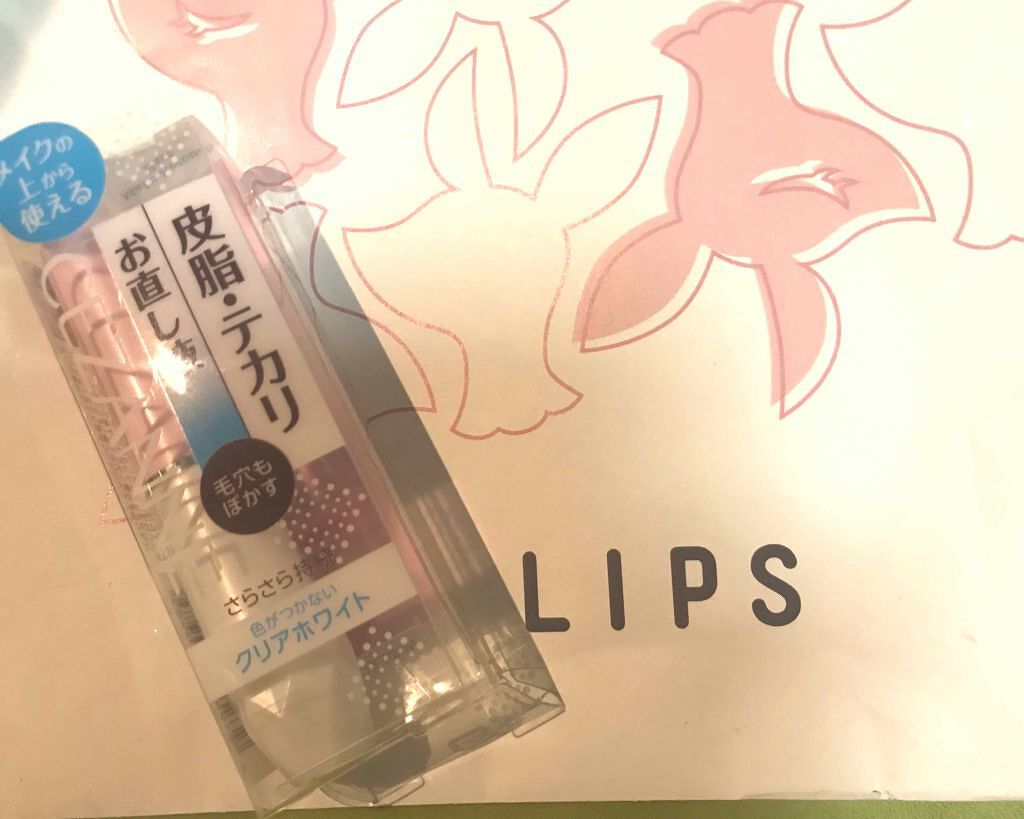 メイクの
上から
使える
皮脂・テカリ
お直し液
CEZANNE
毛穴も
ぼかす
さらさら持続
色がつかない
クリアホワイト
LIPS